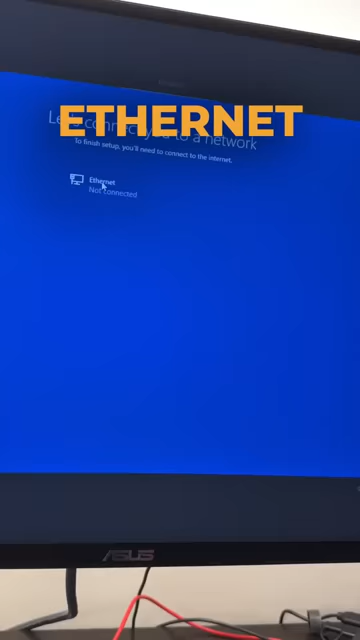 Let's connect you to a network
ETHERNET
To finish setup, you'll need to connect to the internet.
Ethernet
Not connected
ASUS